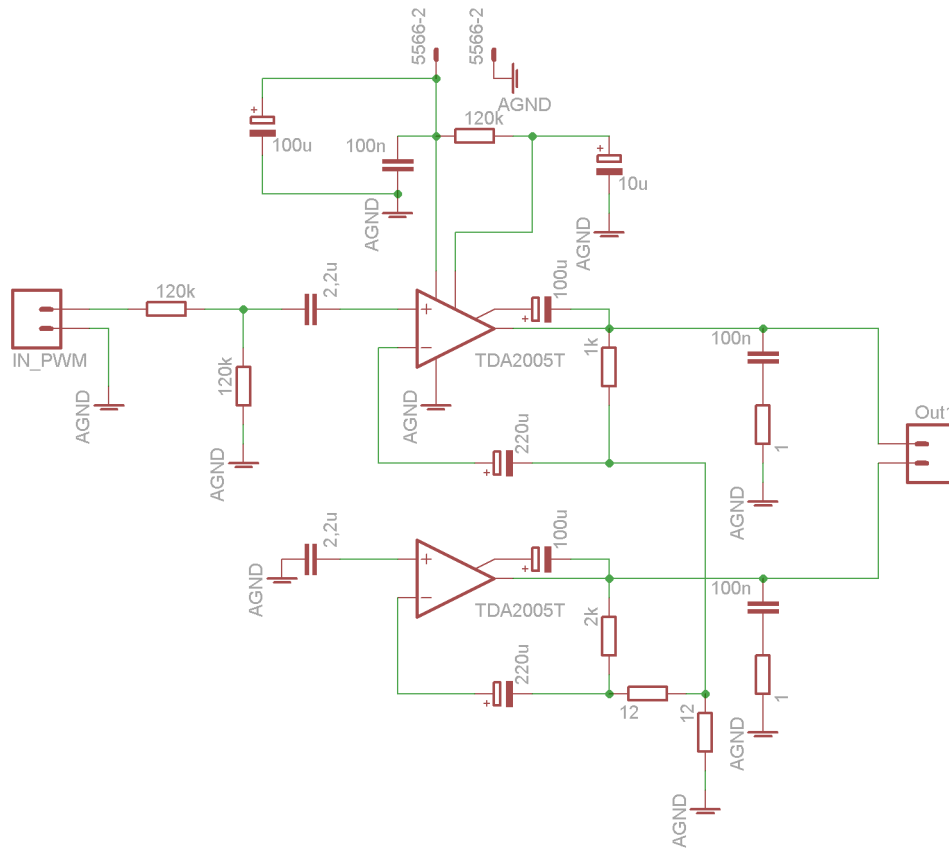 5566-2
5566-2
AGND
120k
100u
100n
10u
AGND
AGND
2,2u
100u
120k
IN_PWM
TDA2005T
1k
100n
120k
AGND
AGND
Out1
1
220u
AGND
AGND
2,2u
100u
AGND
TDA2005T
100n
2k
220u
12
12
1
AGND
AGND